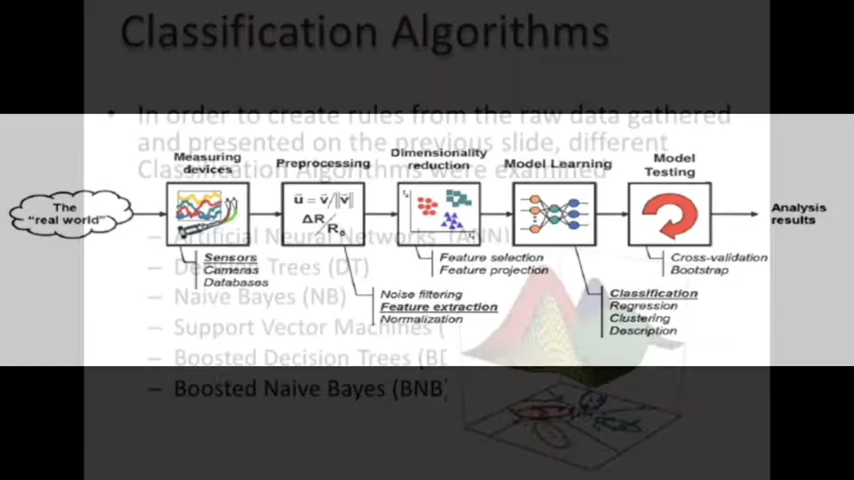 Classification Algorithms
• In order to create rules from the raw data gathered
and presented on the previous slide, different
Classification Algorithms were examined
Measuring
devices
Preprocessing
Dimensionality
reduction
Model Learning
Model
Testing
The
"real world"
u = v/||v||
ΔR
/R₀
Analysis
results
Sensors
Cameras
Databases
Noise filtering
Feature extraction
Normalization
Feature selection
Feature projection
Classification
Regression
Clustering
Description
Cross-validation
Bootstrap
– Artificial Neural Networks (ANN)
– Decision Trees (DT)
– Naive Bayes (NB)
– Support Vector Machines (
– Boosted Decision Trees (BD
– Boosted Naive Bayes (BNB)